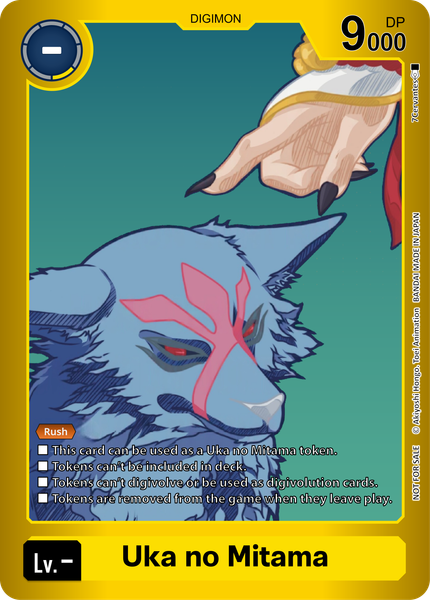 DIGIMON
–
DP
9000
7Cervantes
Rush
This card can be used as a Uka no Mitama token.
Tokens can't be included in deck.
Tokens can't digivolve or be used as digivolution cards.
Tokens are removed from the game when they leave play.
NOT FOR SALE © Akiyoshi Hongo, Toei Animation BANDAI MADE IN JAPAN
Lv.–
Uka no Mitama